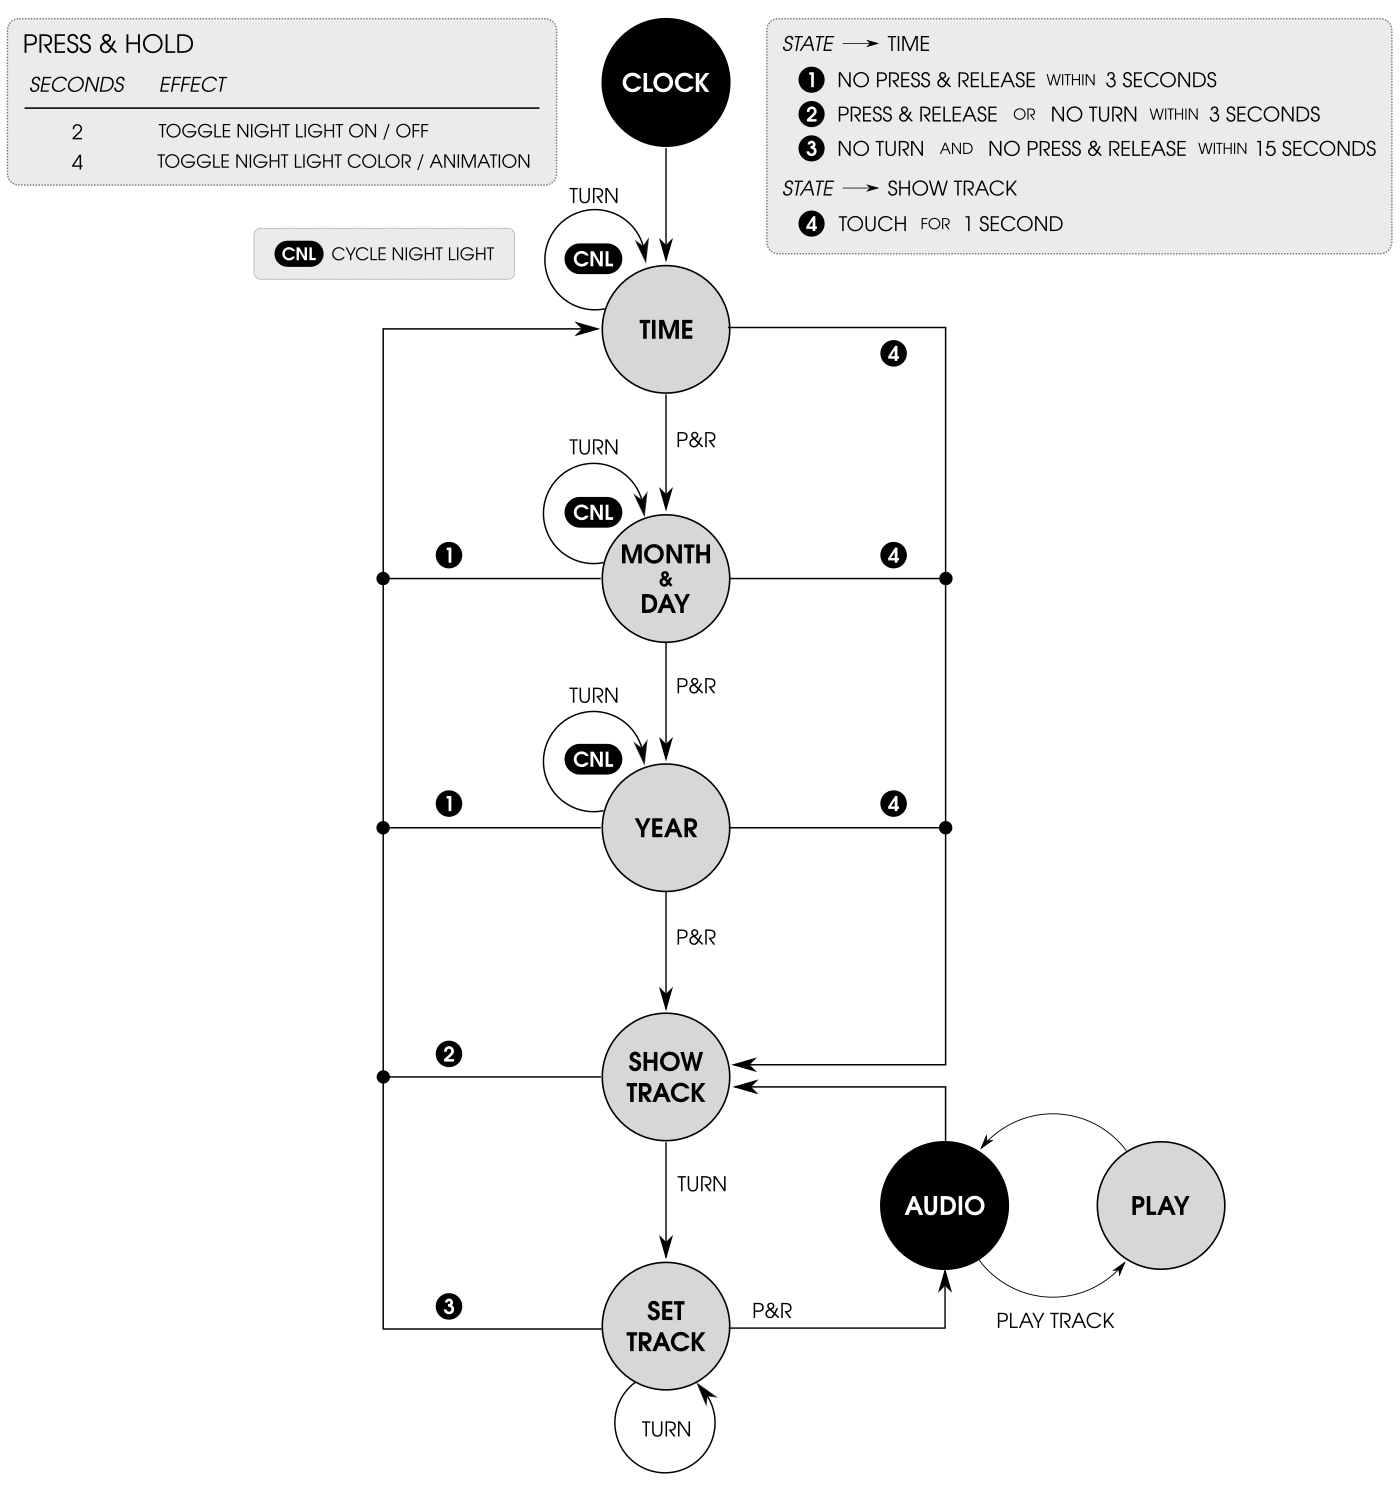 PRESS & HOLD
SECONDS EFFECT
2 TOGGLE NIGHT LIGHT ON / OFF
4 TOGGLE NIGHT LIGHT COLOR / ANIMATION
CNL CYCLE NIGHT LIGHT
CLOCK
STATE → TIME
1 NO PRESS & RELEASE WITHIN 3 SECONDS
2 PRESS & RELEASE OR NO TURN WITHIN 3 SECONDS
3 NO TURN AND NO PRESS & RELEASE WITHIN 15 SECONDS
STATE → SHOW TRACK
4 TOUCH FOR 1 SECOND
TURN
CNL
TIME
4
P&R
TURN
CNL
1
MONTH
&
DAY
4
P&R
TURN
CNL
1
YEAR
4
P&R
2
SHOW
TRACK
TURN
AUDIO
PLAY
PLAY TRACK
3
SET
TRACK
P&R
TURN